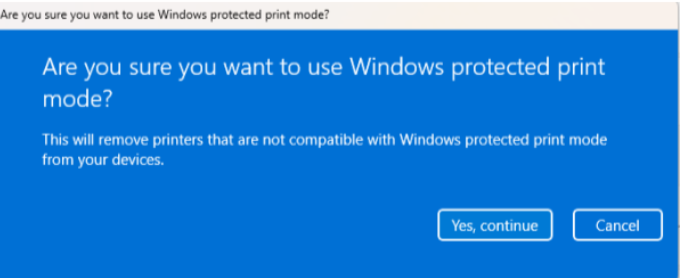 Are you sure you want to use Windows protected print mode?
Are you sure you want to use Windows protected print
mode?
This will remove printers that are not compatible with Windows protected print mode
from your devices.
Yes, continue
Cancel